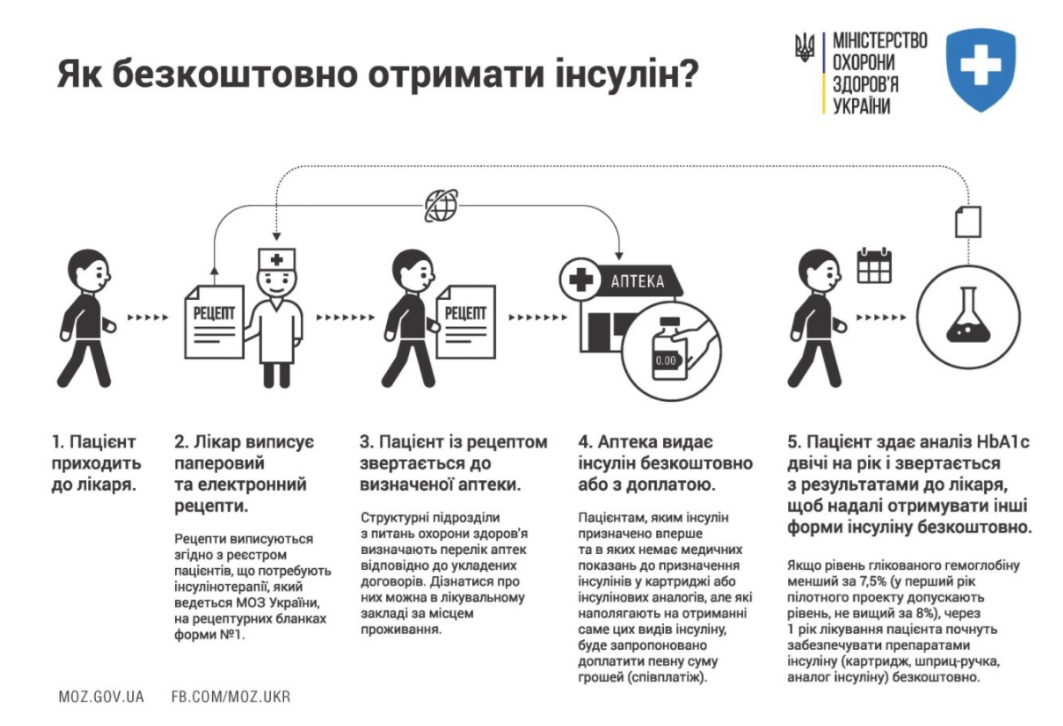 Як безкоштовно отримати інсулін?
МІНІСТЕРСТВО
ОХОРОНИ
ЗДОРОВ'Я
УКРАЇНИ
РЕЦЕПТ
РЕЦЕПТ
АПТЕКА
0.00
1. Пацієнт
приходить
до лікаря.
2. Лікар виписує
паперовий
та електронний
рецепти.
Рецепти виписуються
згідно з реєстром
пацієнтів, що потребують
інсулінотерапії, який
ведеться МОЗ України,
на рецептурних бланках
форми №1.
3. Пацієнт із рецептом
звертається до
визначеної аптеки.
Структурні підрозділи
з питань охорони здоров'я
визначають перелік аптек
відповідно до укладених
договорів. Дізнатися про
них можна в лікувальному
закладі за місцем
проживання.
4. Аптека видає
інсулін безкоштовно
або з доплатою.
Пацієнтам, яким інсулін
призначено вперше
та в яких немає медичних
показань до призначення
інсулінів у картриджі або
інсулінових аналогів, але які
наполягають на отриманні
саме цих видів інсуліну,
буде запропоновано
доплатити певну суму
грошей (співплатіж).
5. Пацієнт здає аналіз HbA1c
двічі на рік і звертається
з результатами до лікаря,
щоб надалі отримувати інші
форми інсуліну безкоштовно.
Якщо рівень глікованого гемоглобіну
менший за 7,5% (у перший рік
пілотного проекту допускають
рівень, не вищий за 8%), через
1 рік лікування пацієнта почнуть
забезпечувати препаратами
інсуліну (картридж, шприц-ручка,
аналог інсуліну) безкоштовно.
MOZ.GOV.UA FB.COM/MOZ.UKR